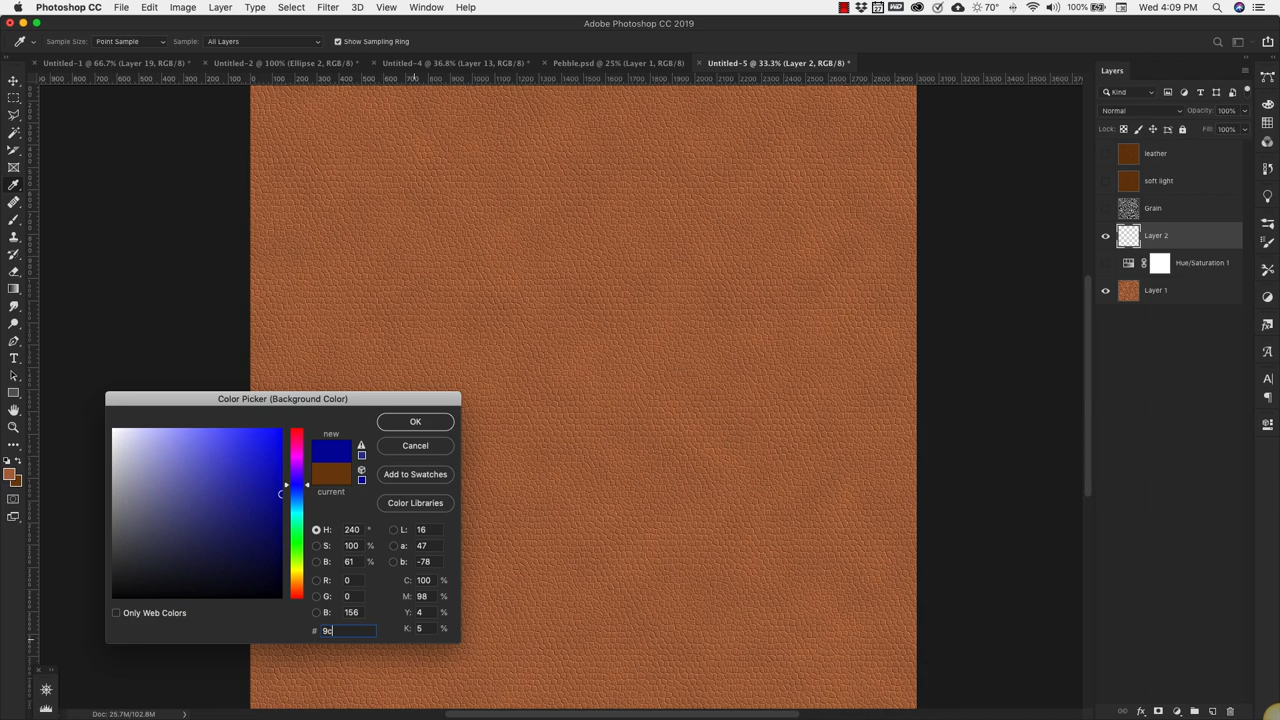 Photoshop CC File Edit Image Layer Type Select Filter 3D View Window Help 70° 100% Wed 4:09 PM
Adobe Photoshop CC 2019
Sample Size: Point Sample Sample: All Layers Show Sampling Ring
Untitled-1 @ 66.7% (Layer 19, RGB/8) * Untitled-2 @ 100% (Ellipse 2, RGB/8) * Untitled-4 @ 36.8% (Layer 13, RGB/8) * Pebble.psd @ 25% (Layer 1, RGB/8) Untitled-5 @ 33.3% (Layer 2, RGB/8) *
Layers
Kind
Normal Opacity: 100%
Lock: Fill: 100%
leather
soft light
Grain
Layer 2
Hue/Saturation 1
Layer 1
Color Picker (Background Color)
new
current
OK
Cancel
Add to Swatches
Color Libraries
H: 240 ° L: 16
S: 100 % a: 47
B: 61 % b: -78
R: 0 C: 100 %
G: 0 M: 98 %
B: 156 Y: 4 %
# 9c K: 5 %
Only Web Colors
Doc: 25.7M/102.8M